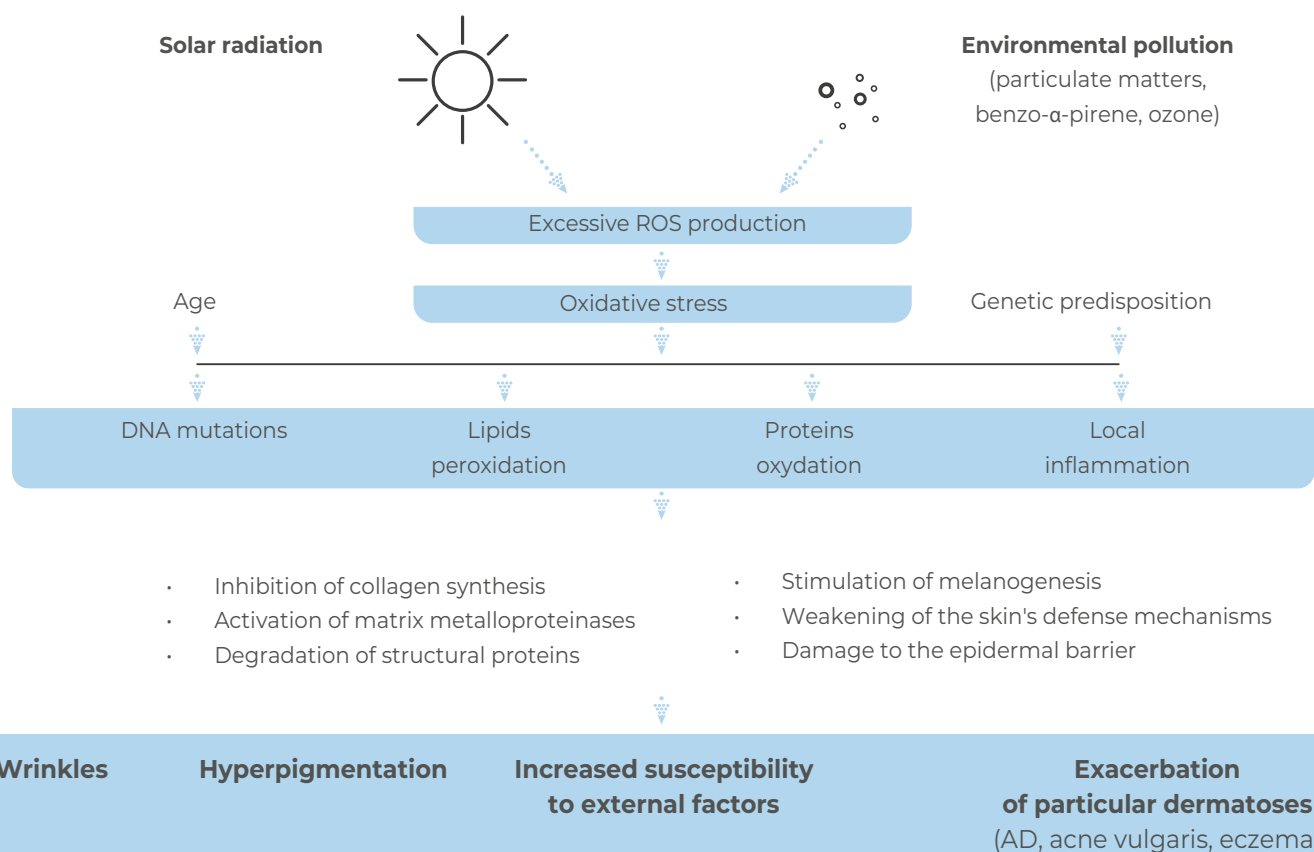 Solar radiation
Environmental pollution
(particulate matters,
benzo-α-pirene, ozone)
Excessive ROS production
Age
Oxidative stress
Genetic predisposition
DNA mutations
Lipids
peroxidation
Proteins
oxydation
Local
inflammation
· Inhibition of collagen synthesis
· Activation of matrix metalloproteinases
· Degradation of structural proteins
· Stimulation of melanogenesis
· Weakening of the skin's defense mechanisms
· Damage to the epidermal barrier
Wrinkles
Hyperpigmentation
Increased susceptibility
to external factors
Exacerbation
of particular dermatoses
(AD, acne vulgaris, eczema